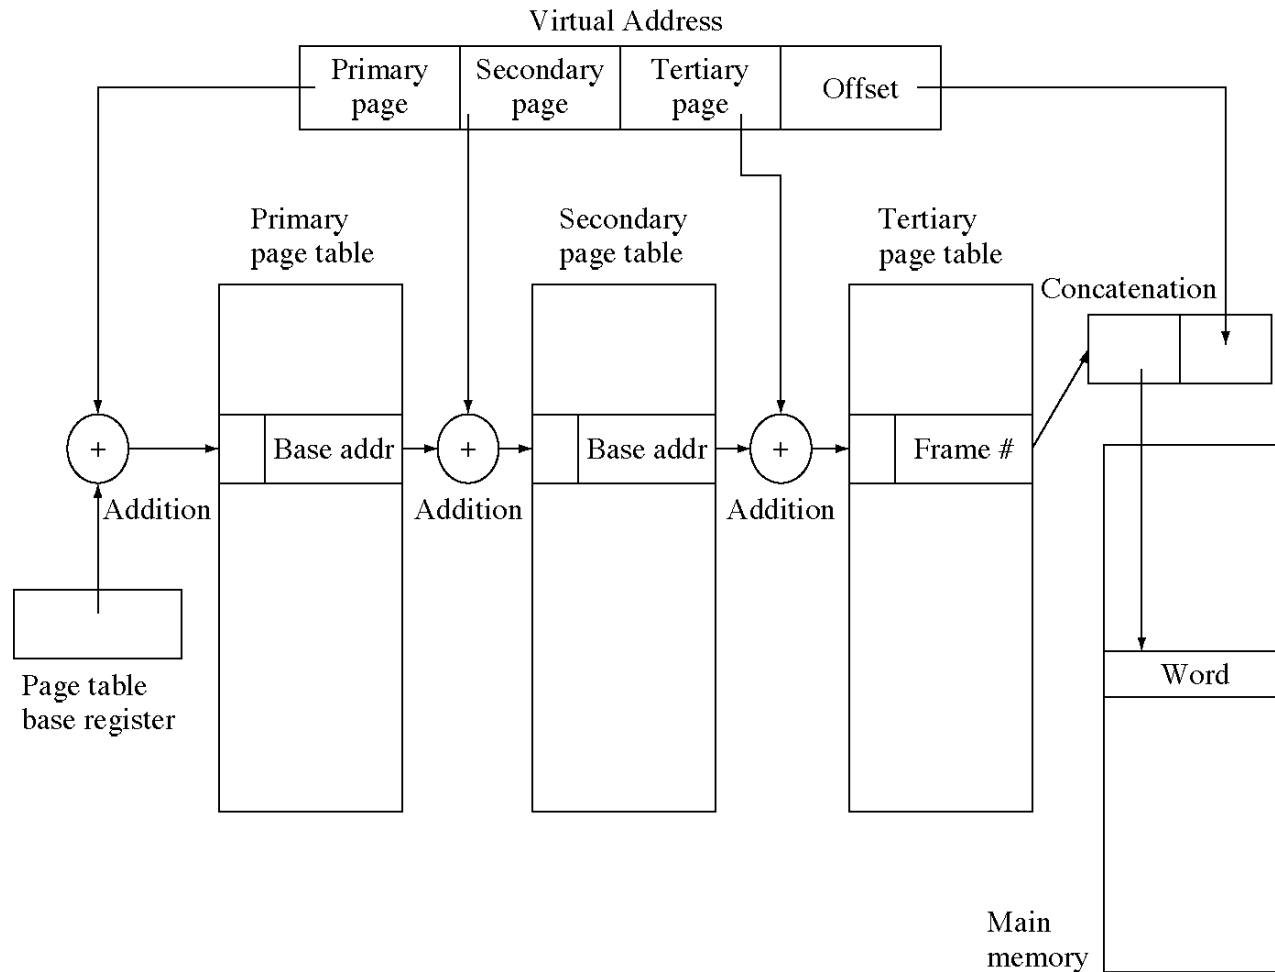 Virtual Address
Primary
page
Secondary
page
Tertiary
page
Offset
Primary
page table
Secondary
page table
Tertiary
page table
Concatenation
+
Base addr
+
Base addr
+
Frame #
Addition
Addition
Addition
Page table
base register
Word
Main
memory